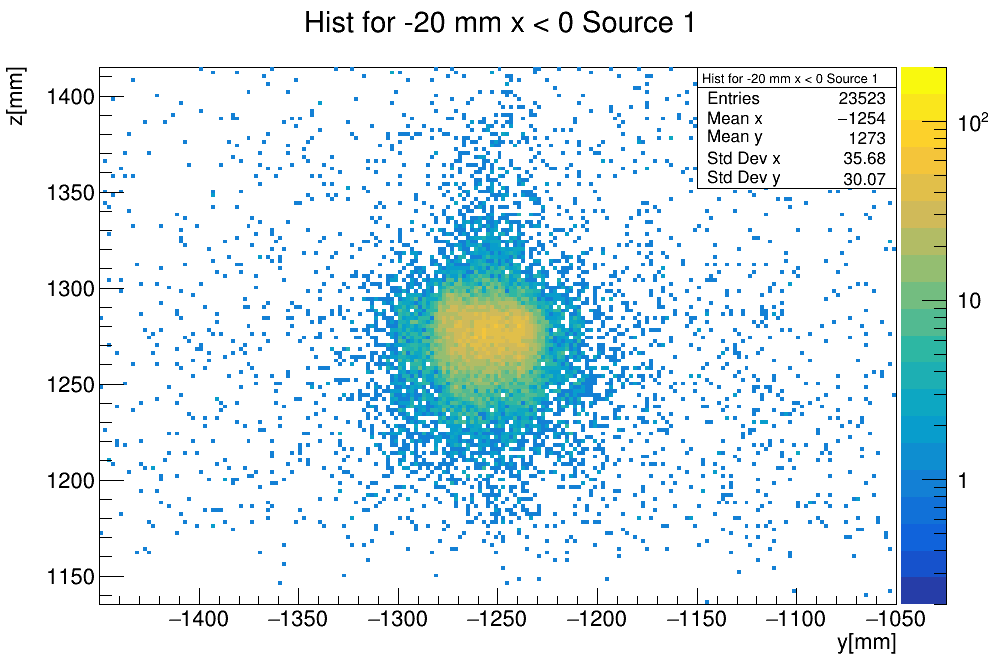 Hist for -20 mm x < 0 Source 1
z[mm]
1400
1350
1300
1250
1200
1150
Hist for -20 mm x < 0 Source 1
Entries 23523
Mean x −1254
Mean y 1273
Std Dev x 35.68
Std Dev y 30.07
10²
10
1
−1400 −1350 −1300 −1250 −1200 −1150 −1100 −1050
y[mm]